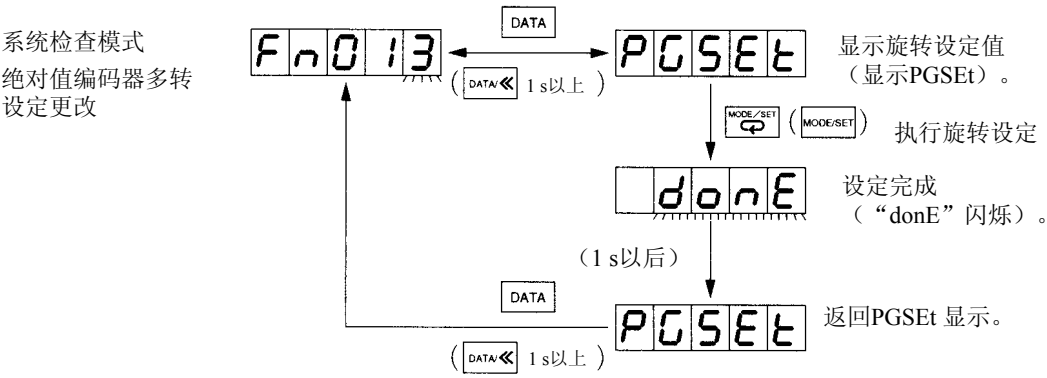 系统检查模式
绝对值编码器多转
设定更改
Fn013
DATA
（DATA/≪ 1 s以上 ）
PGSEt
显示旋转设定值
（显示PGSEt）。
MODE/SET （MODE/SET）
执行旋转设定
donE
设定完成
（“donE”闪烁）。
（1 s以后）
DATA
（DATA/≪ 1 s以上 ）
PGSEt
返回PGSEt 显示。